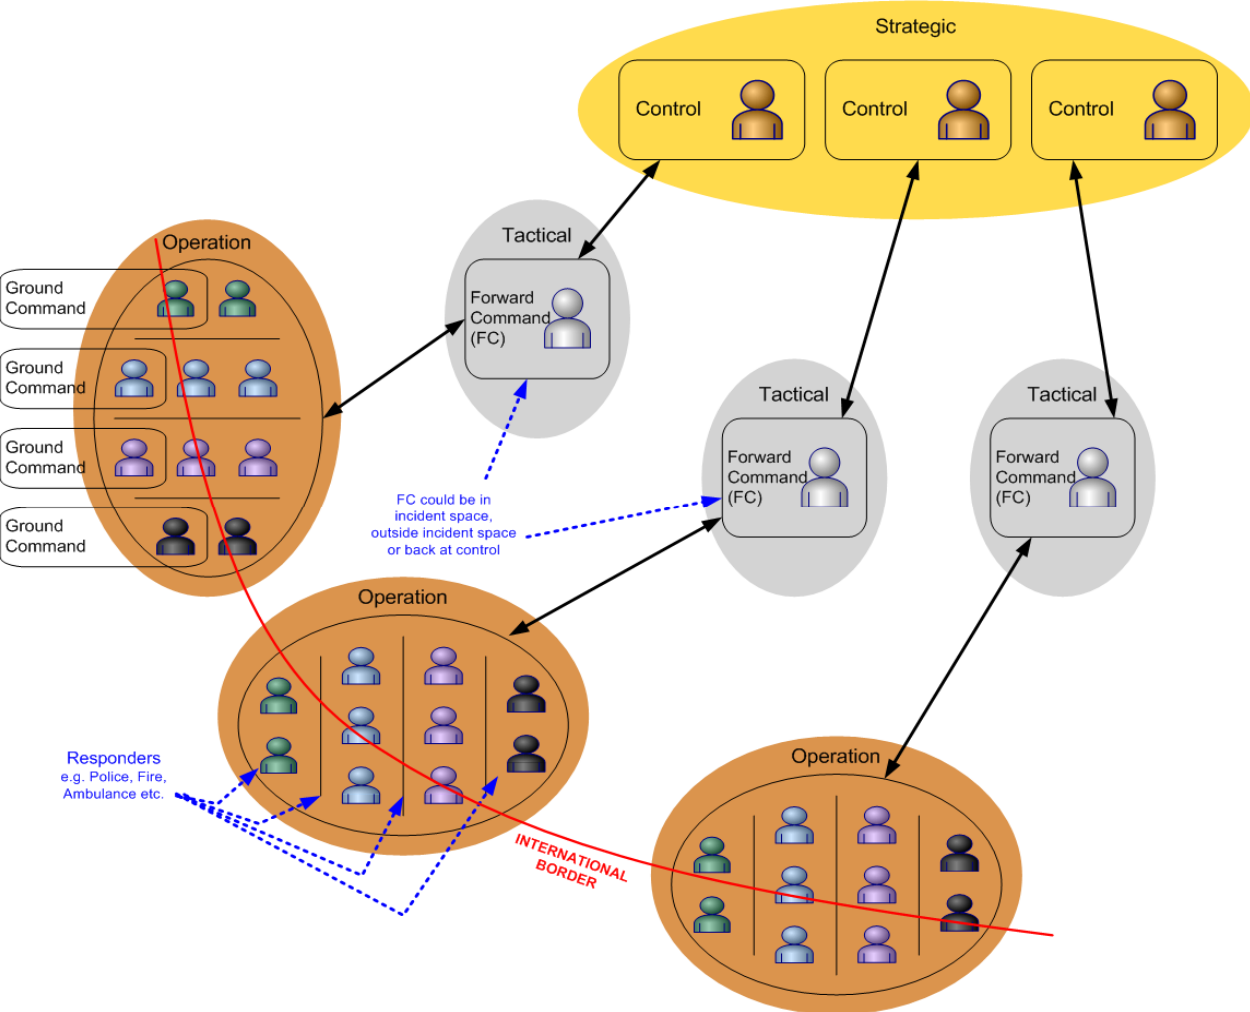 Strategic
Control
Control
Control
Tactical
Forward
Command
(FC)
Operation
Ground
Command
Ground
Command
Ground
Command
Ground
Command
Tactical
Forward
Command
(FC)
Tactical
Forward
Command
(FC)
FC could be in
incident space,
outside incident space
or back at control
Operation
Responders
e.g. Police, Fire,
Ambulance etc.
INTERNATIONAL
BORDER
Operation